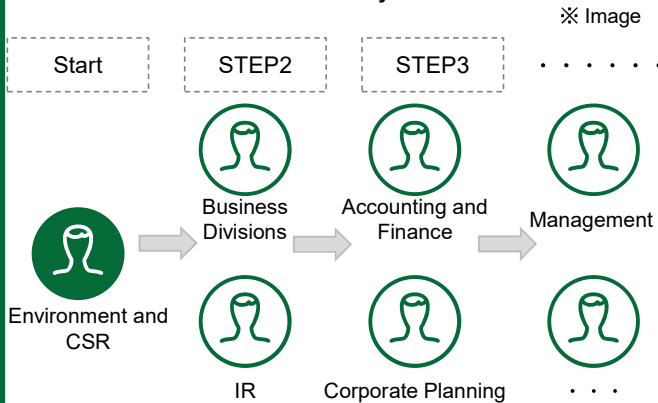 ※ Image
Start
STEP2
STEP3
· · · · · ·
Business
Divisions
Accounting and
Finance
Management
Environment and
CSR
IR
Corporate Planning
· · ·